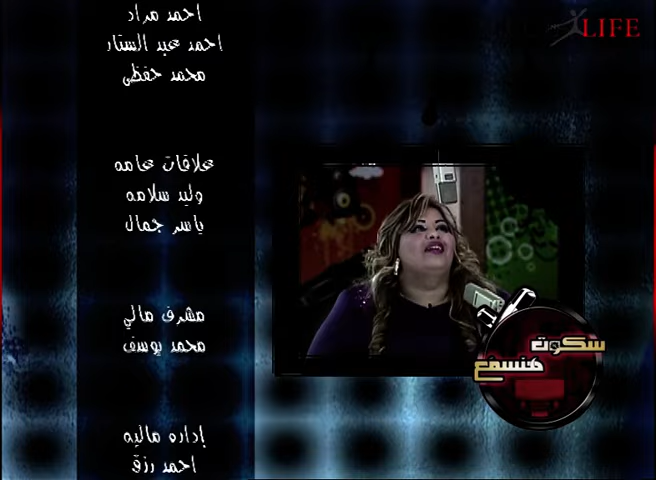 LIFE
احمد مراد
احمد عبد الستار
محمد حفظى
علاقات عامه
وليد سلامه
ياسر جمال
مشرف مالي
محمد يوسف
إداره ماليه
احمد رزق
سكوت
هنسمع